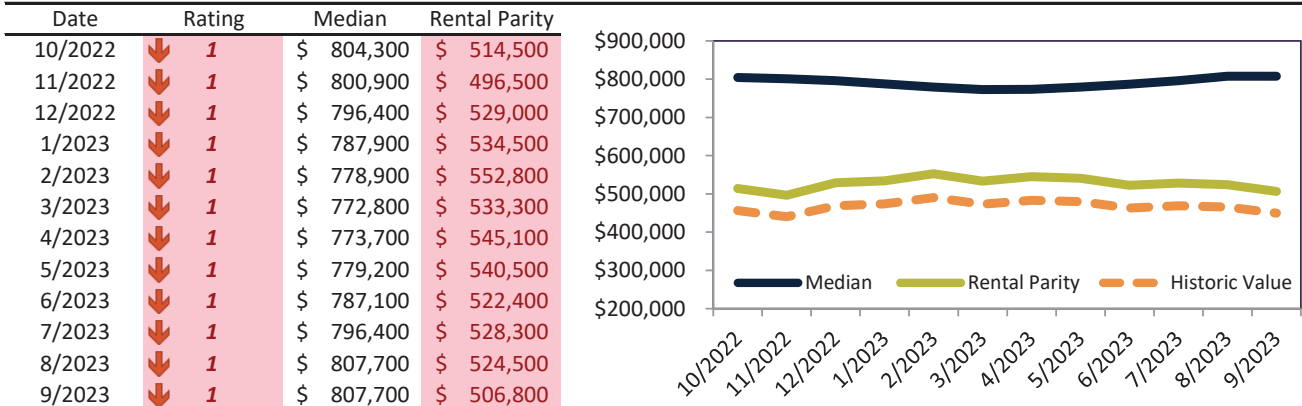 Date Rating Median Rental Parity
10/2022 1 $ 804,300 $ 514,500
11/2022 1 $ 800,900 $ 496,500
12/2022 1 $ 796,400 $ 529,000
1/2023 1 $ 787,900 $ 534,500
2/2023 1 $ 778,900 $ 552,800
3/2023 1 $ 772,800 $ 533,300
4/2023 1 $ 773,700 $ 545,100
5/2023 1 $ 779,200 $ 540,500
6/2023 1 $ 787,100 $ 522,400
7/2023 1 $ 796,400 $ 528,300
8/2023 1 $ 807,700 $ 524,500
9/2023 1 $ 807,700 $ 506,800
$900,000
$800,000
$700,000
$600,000
$500,000
$400,000
$300,000
$200,000
Median Rental Parity Historic Value
10/2022 11/2022 12/2022 1/2023 2/2023 3/2023 4/2023 5/2023 6/2023 7/2023 8/2023 9/2023